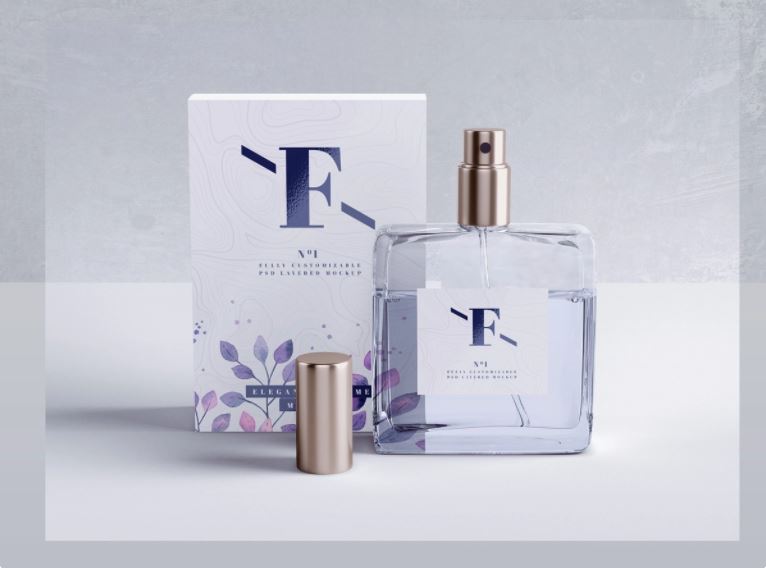 F
Nº1
FULLY CUSTOMIZABLE
PSD LAYERED MOCKUP
F
Nº1
FULLY CUSTOMIZABLE
PSD LAYERED MOCKUP